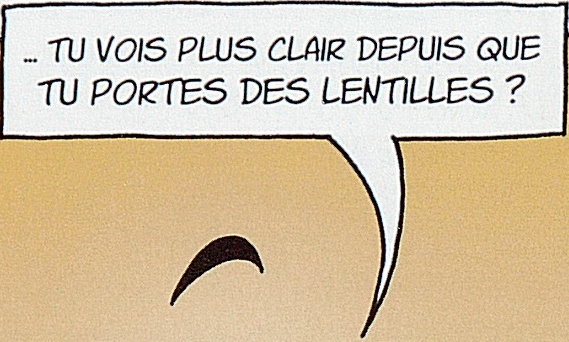 ... TU VOIS PLUS CLAIR DEPUIS QUE
TU PORTES DES LENTILLES ?